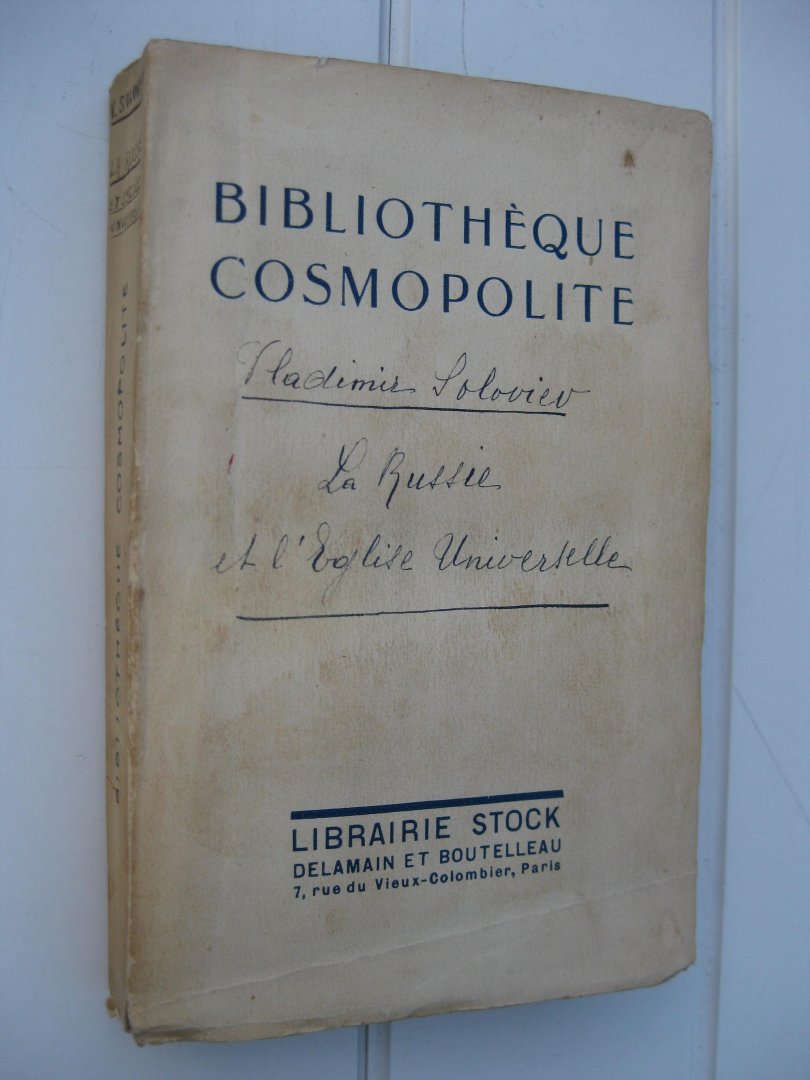 BIBLIOTHÈQUE
COSMOPOLITE
Vladimir Soloviev
La Russie
et l'Eglise Universelle
LIBRAIRIE STOCK
DELAMAIN ET BOUTELLEAU
7, rue du Vieux-Colombier, Paris
BIBLIOTHEQUE COSMOPOLITE